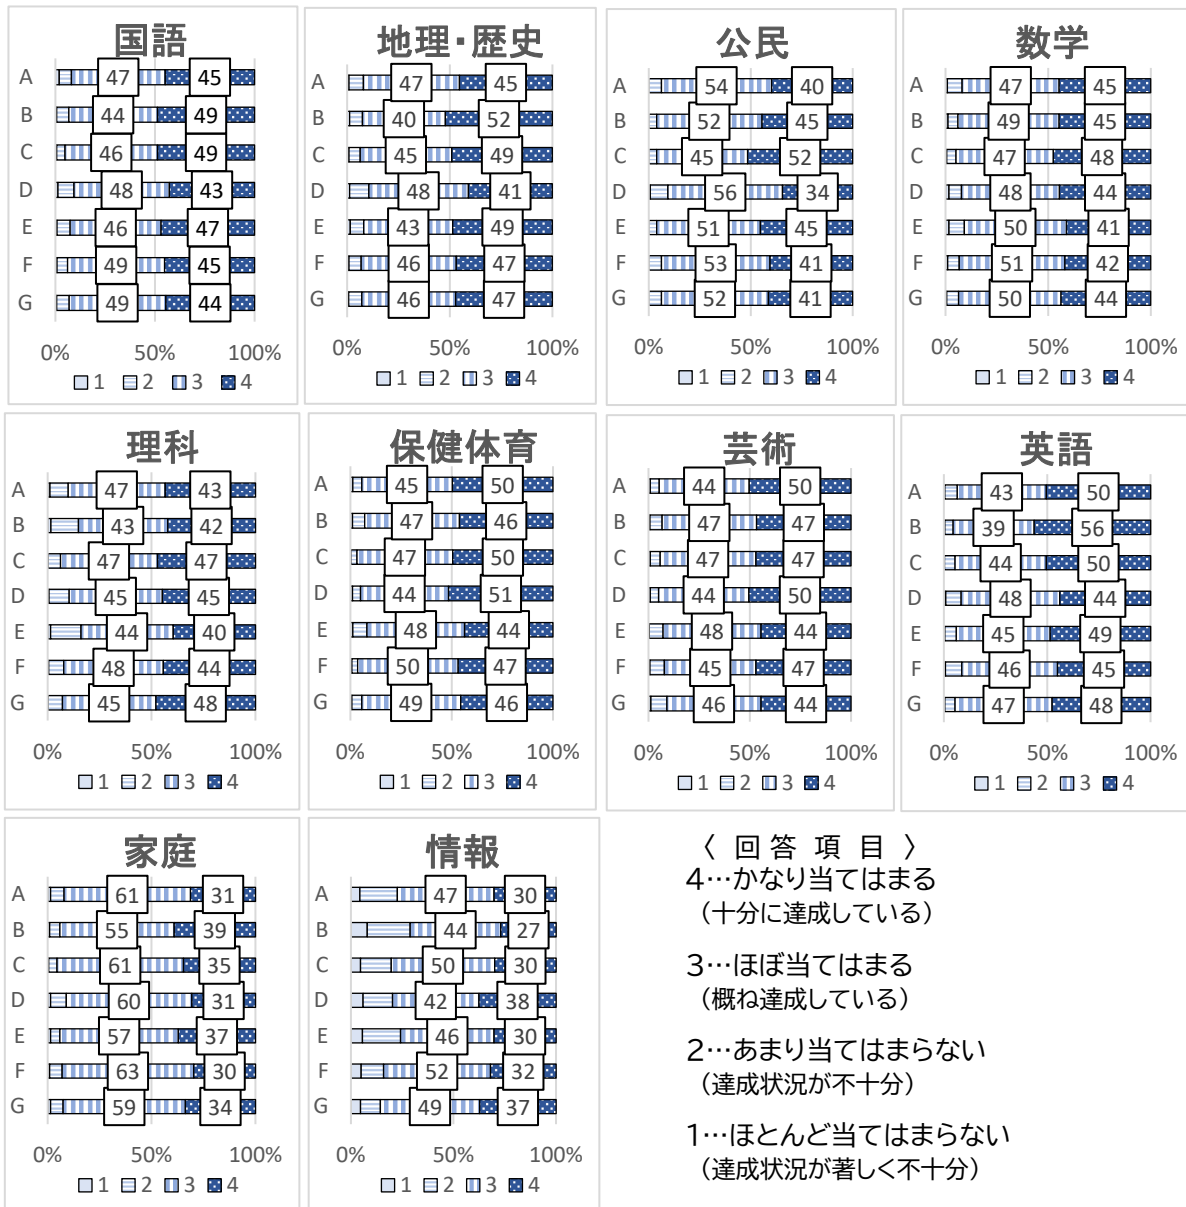 国語
A 47 45
B 44 49
C 46 49
D 48 43
E 46 47
F 49 45
G 49 44
0% 50% 100%
1 2 3 4
地理・歴史
A 47 45
B 40 52
C 45 49
D 48 41
E 43 49
F 46 47
G 46 47
0% 50% 100%
1 2 3 4
公民
A 54 40
B 52 45
C 45 52
D 56 34
E 51 45
F 53 41
G 52 41
0% 50% 100%
1 2 3 4
数学
A 47 45
B 49 45
C 47 48
D 48 44
E 50 41
F 51 42
G 50 44
0% 50% 100%
1 2 3 4
理科
A 47 43
B 43 42
C 47 47
D 45 45
E 44 40
F 48 44
G 45 48
0% 50% 100%
1 2 3 4
保健体育
A 45 50
B 47 46
C 47 50
D 44 51
E 48 44
F 50 47
G 49 46
0% 50% 100%
1 2 3 4
芸術
A 44 50
B 47 47
C 47 47
D 44 50
E 48 44
F 45 47
G 46 44
0% 50% 100%
1 2 3 4
英語
A 43 50
B 39 56
C 44 50
D 48 44
E 45 49
F 46 45
G 47 48
0% 50% 100%
1 2 3 4
家庭
A 61 31
B 55 39
C 61 35
D 60 31
E 57 37
F 63 30
G 59 34
0% 50% 100%
1 2 3 4
情報
A 47 30
B 44 27
C 50 30
D 42 38
E 46 30
F 52 32
G 49 37
0% 50% 100%
1 2 3 4
〈 回 答 項 目 〉
4…かなり当てはまる
（十分に達成している）
3…ほぼ当てはまる
（概ね達成している）
2…あまり当てはまらない
（達成状況が不十分）
1…ほとんど当てはまらない
（達成状況が著しく不十分）